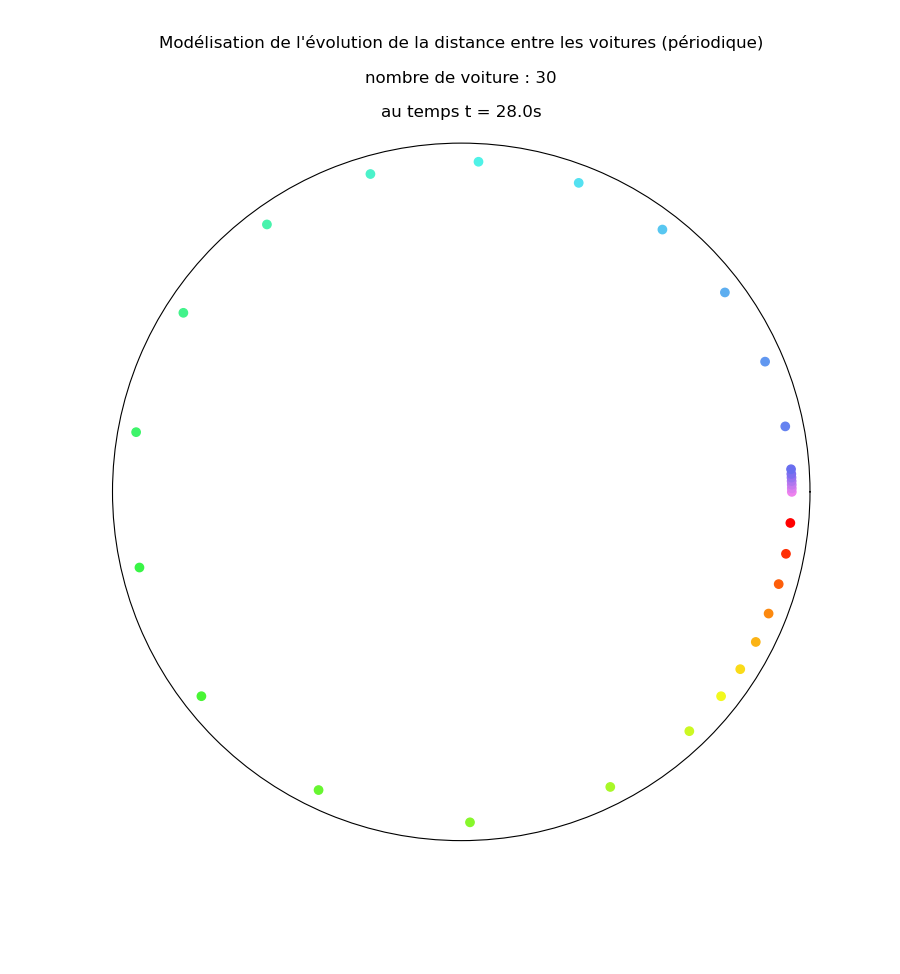 Modélisation de l'évolution de la distance entre les voitures (périodique)
nombre de voiture : 30
au temps t = 28.0s